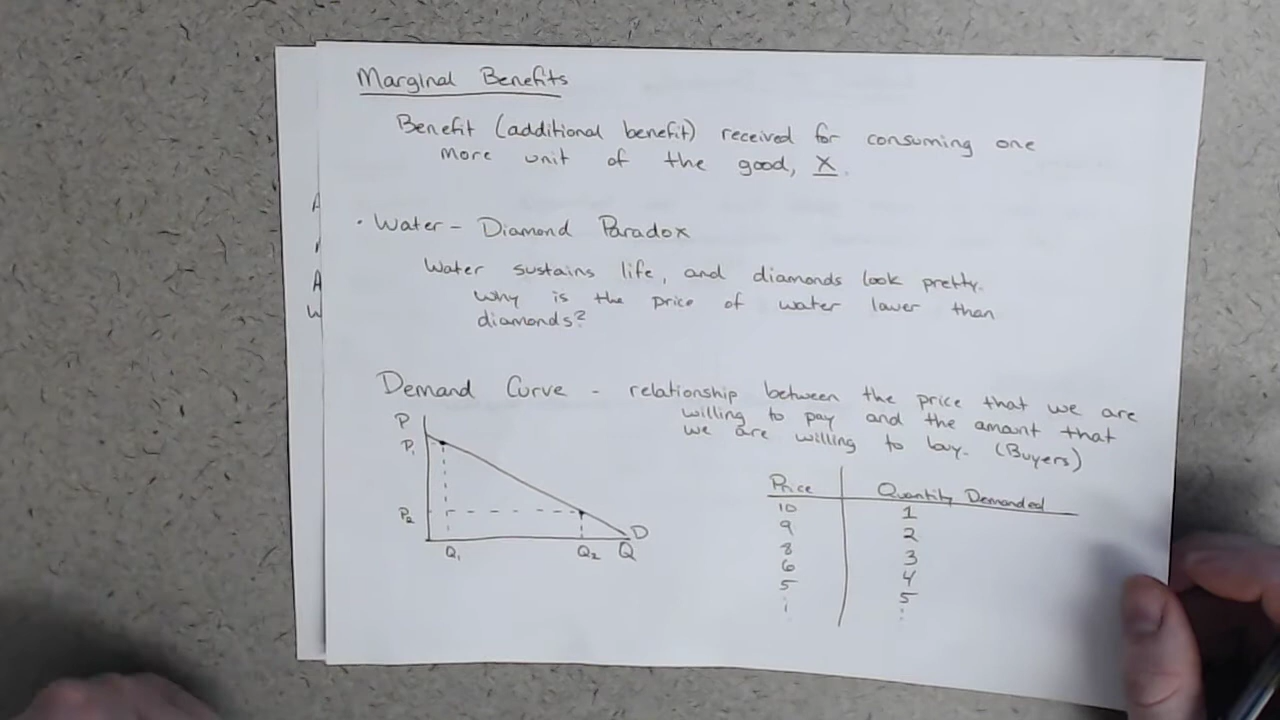 Marginal Benefits
Benefit (additional benefit) received for consuming one
more unit of the good, X.
• Water - Diamond Paradox
Water sustains life, and diamonds look pretty.
Why is the price of water lower than
diamonds?
Demand Curve - relationship between the price that we are
willing to pay and the amount that
we are willing to buy. (Buyers)
P
P1
P2
Q1 Q2 Q
D
Price Quantity Demanded
10 1
9 2
8 3
6 4
5 5
⋮ ⋮
A
A
W